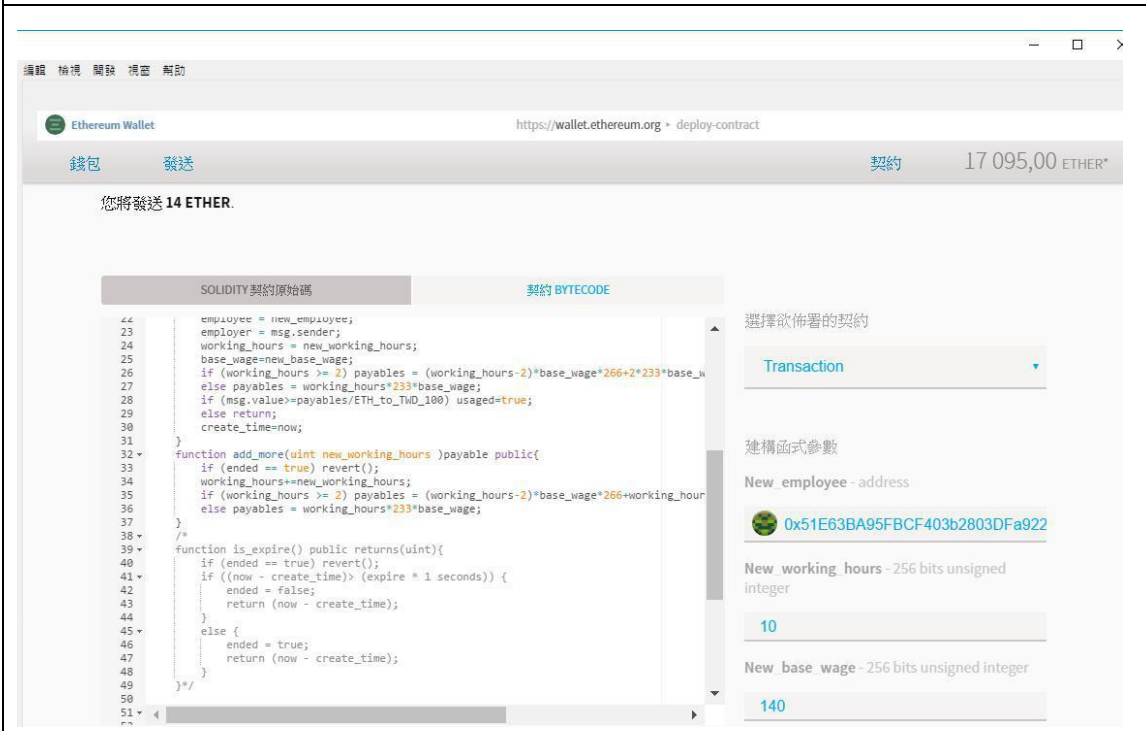 編輯 檢視 開發 視窗 幫助
Ethereum Wallet
https://wallet.ethereum.org ▸ deploy-contract
錢包 發送 契約 17 095,00 ETHER*
您將發送 14 ETHER.
SOLIDITY 契約原始碼 契約 BYTECODE
22 employee = new_employee;
23 employer = msg.sender;
24 working_hours = new_working_hours;
25 base_wage=new_base_wage;
26 if (working_hours >= 2) payables = (working_hours-2)*base_wage*266+2*233*base_w
27 else payables = working_hours*233*base_wage;
28 if (msg.value>=payables/ETH_to_TWD_100) usaged=true;
29 else return;
30 create_time=now;
31 }
32 function add_more(uint new_working_hours )payable public{
33 if (ended == true) revert();
34 working_hours+=new_working_hours;
35 if (working_hours >= 2) payables = (working_hours-2)*base_wage*266+working_hour
36 else payables = working_hours*233*base_wage;
37 }
38 /*
39 function is_expire() public returns(uint){
40 if (ended == true) revert();
41 if ((now - create_time)> (expire * 1 seconds)) {
42 ended = false;
43 return (now - create_time);
44 }
45 else {
46 ended = true;
47 return (now - create_time);
48 }
49 }*/
50
51
選擇欲佈署的契約
Transaction
建構函式參數
New_employee - address
0x51E63BA95FBCF403b2803DFa922
New_working_hours - 256 bits unsigned
integer
10
New_base_wage - 256 bits unsigned integer
140